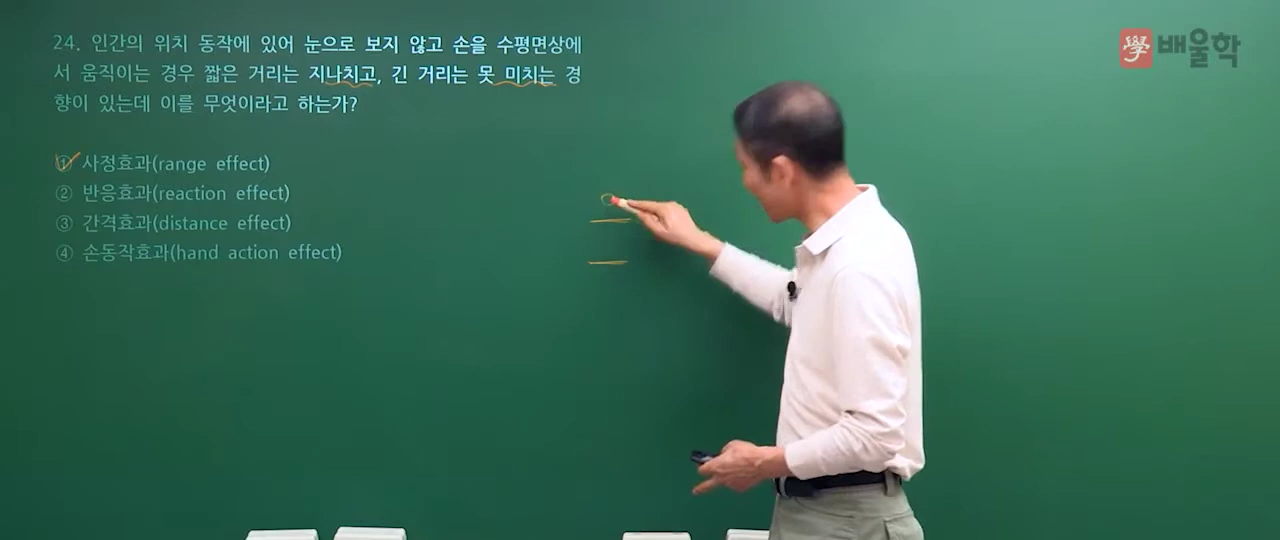 24. 인간의 위치 동작에 있어 눈으로 보지 않고 손을 수평면상에
서 움직이는 경우 짧은 거리는 지나치고, 긴 거리는 못 미치는 경
향이 있는데 이를 무엇이라고 하는가?
① 사정효과(range effect)
② 반응효과(reaction effect)
③ 간격효과(distance effect)
④ 손동작효과(hand action effect)
學 배울학